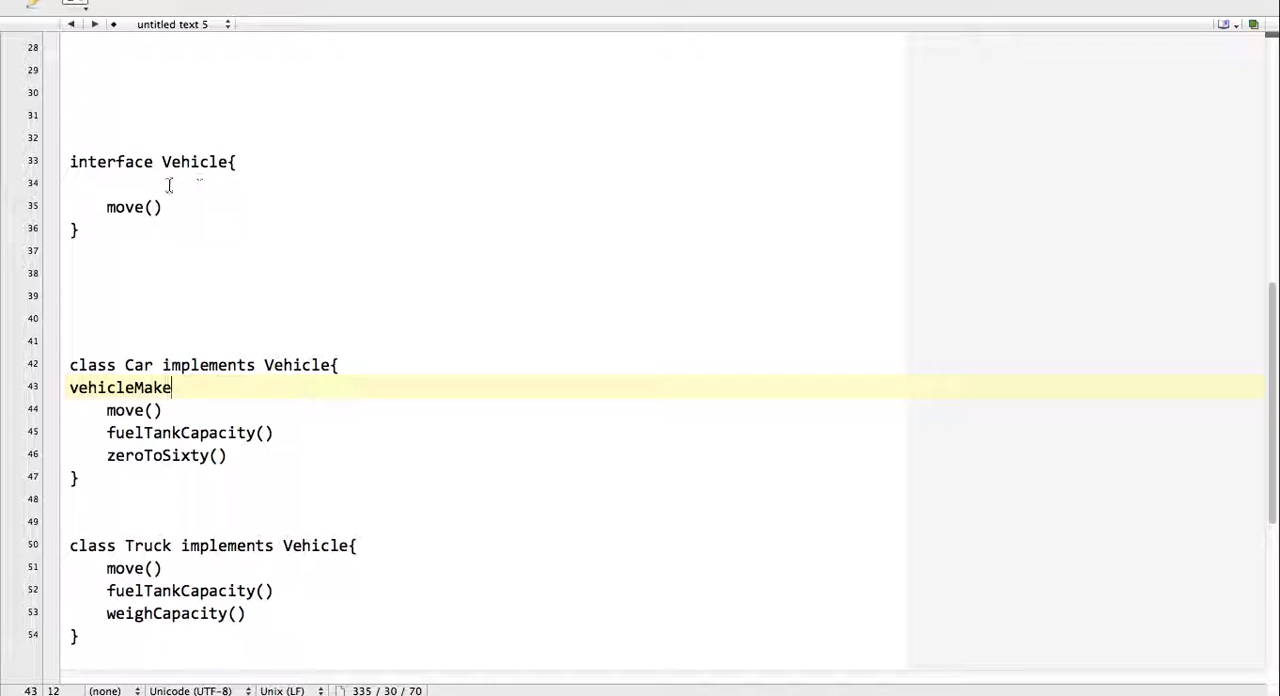 untitled text 5
28
29
30
31
32
33 interface Vehicle{
34
35 move()
36 }
37
38
39
40
41
42 class Car implements Vehicle{
43 vehicleMake
44 move()
45 fuelTankCapacity()
46 zeroToSixty()
47 }
48
49
50 class Truck implements Vehicle{
51 move()
52 fuelTankCapacity()
53 weighCapacity()
54 }
43 12 (none) Unicode (UTF-8) Unix (LF) 335 / 30 / 70